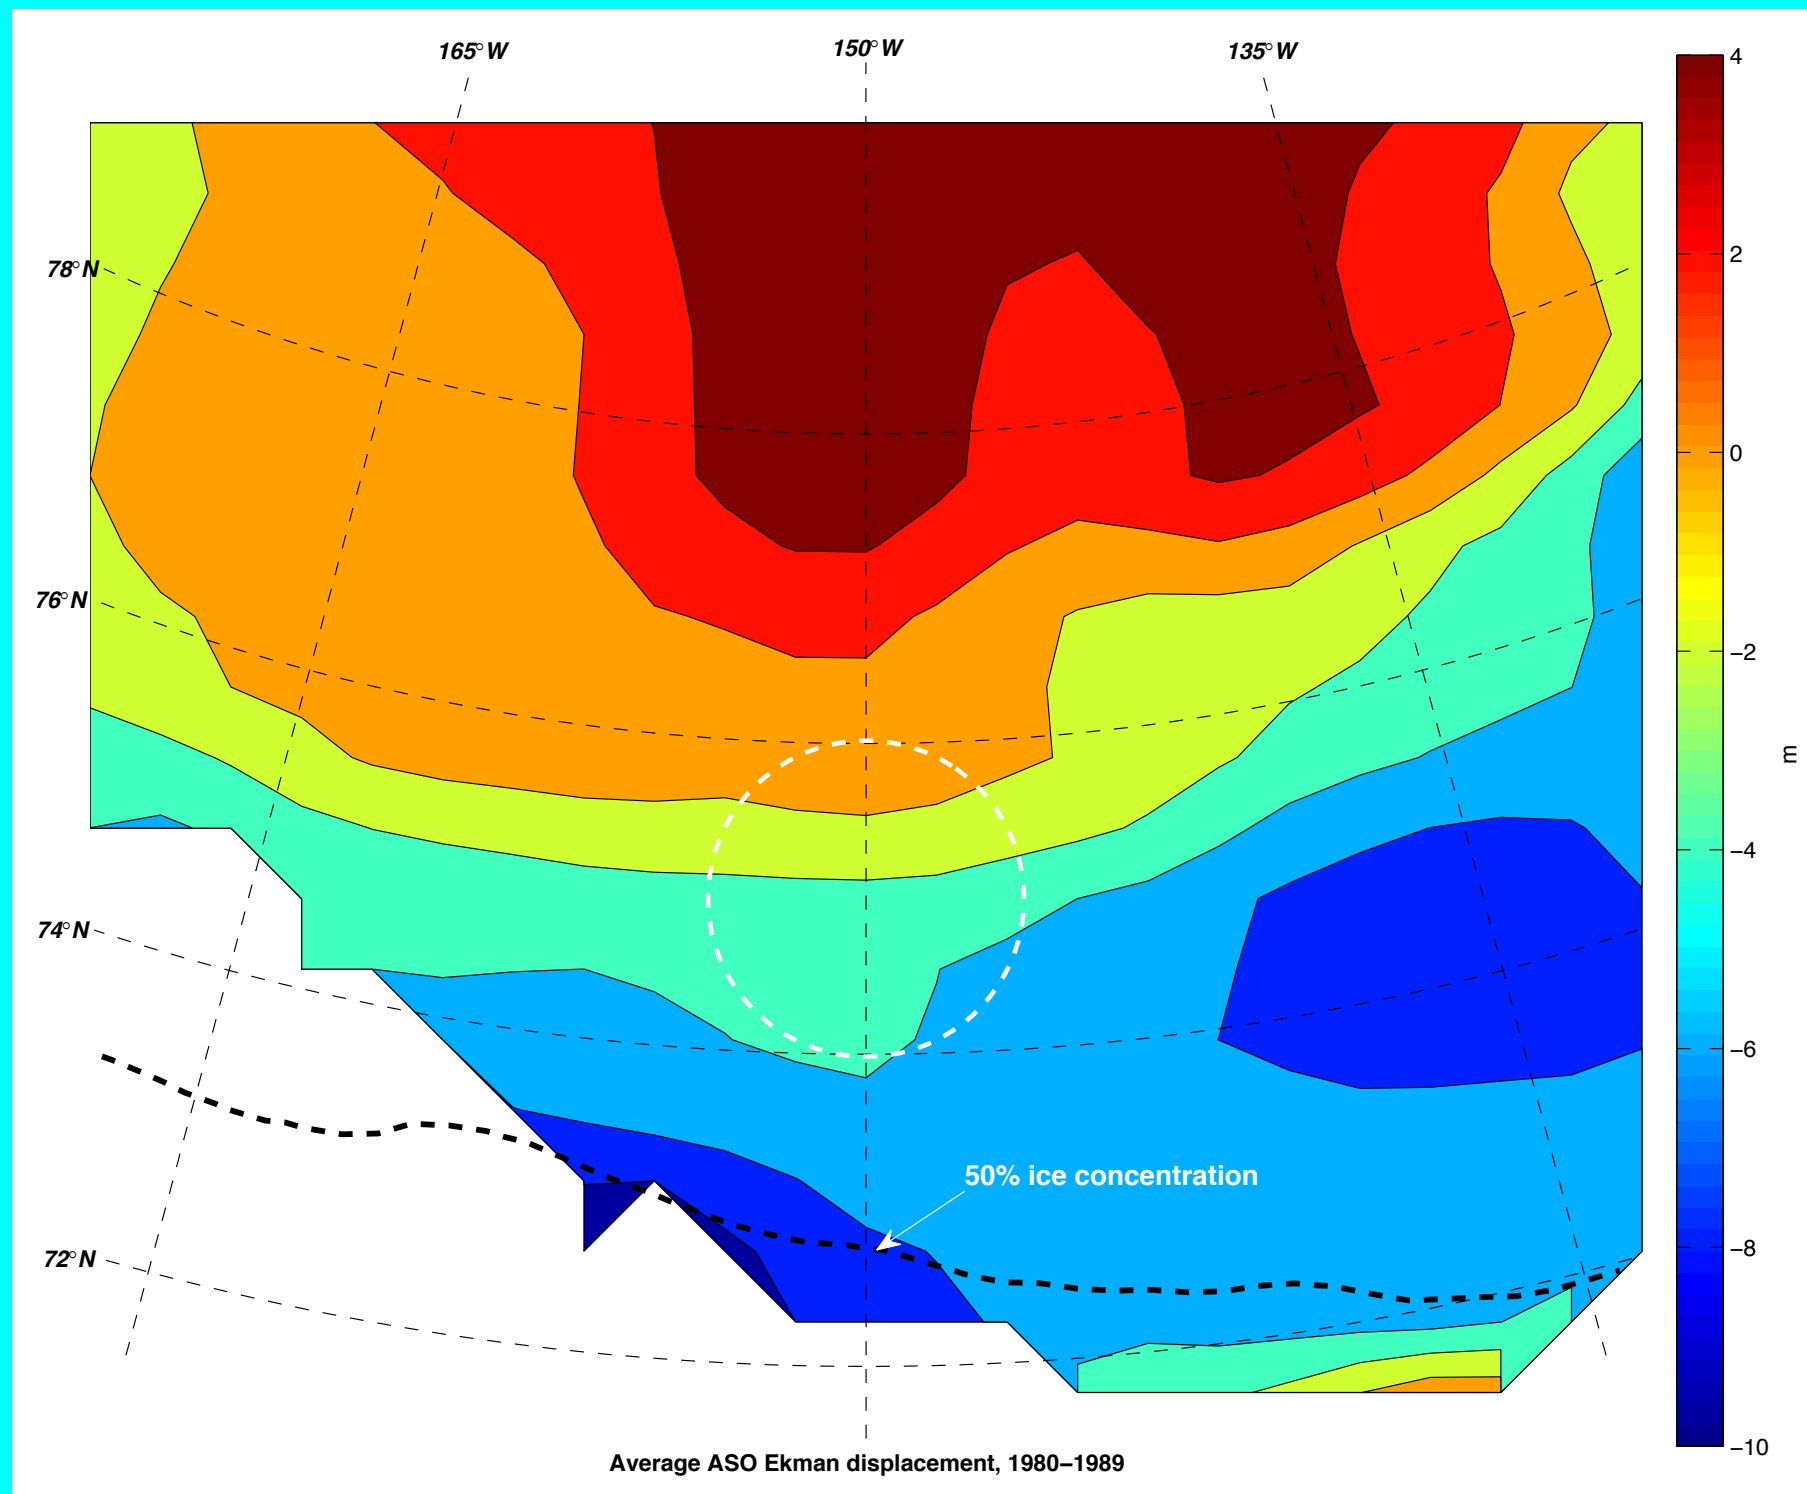 165°W 150°W 135°W
4
78°N
2
0
76°N
−2
m
−4
74°N
−6
50% ice concentration
72°N
−8
−10
Average ASO Ekman displacement, 1980−1989